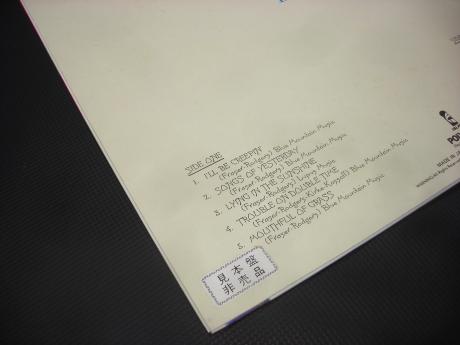 SIDE ONE
1. I'LL BE CREEPIN'
(Fraser-Rodgers) Blue Mountain Music
2. SONGS OF YESTERDAY
(Fraser-Rodgers) Blue Mountain Music
3. LYING IN THE SUNSHINE
(Fraser-Rodgers) Lupus Music
4. TROUBLE ON DOUBLE TIME
(Fraser-Rodgers-Kirke-Kossoff) Blue Mountain Music
5. MOUTHFUL OF GRASS
(Fraser-Rodgers) Blue Mountain Music
見本盤
非売品
MADE IN